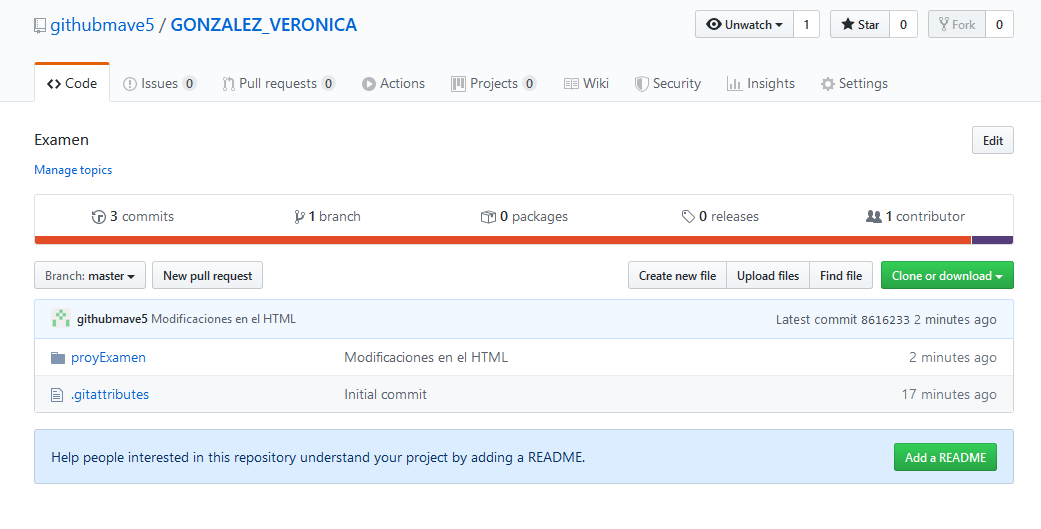 githubmave5 / GONZALEZ_VERONICA
Unwatch 1 Star 0 Fork 0
Code Issues 0 Pull requests 0 Actions Projects 0 Wiki Security Insights Settings
Examen Edit
Manage topics
3 commits 1 branch 0 packages 0 releases 1 contributor
Branch: master New pull request Create new file Upload files Find file Clone or download
githubmave5 Modificaciones en el HTML Latest commit 8616233 2 minutes ago
proyExamen Modificaciones en el HTML 2 minutes ago
.gitattributes Initial commit 17 minutes ago
Help people interested in this repository understand your project by adding a README. Add a README